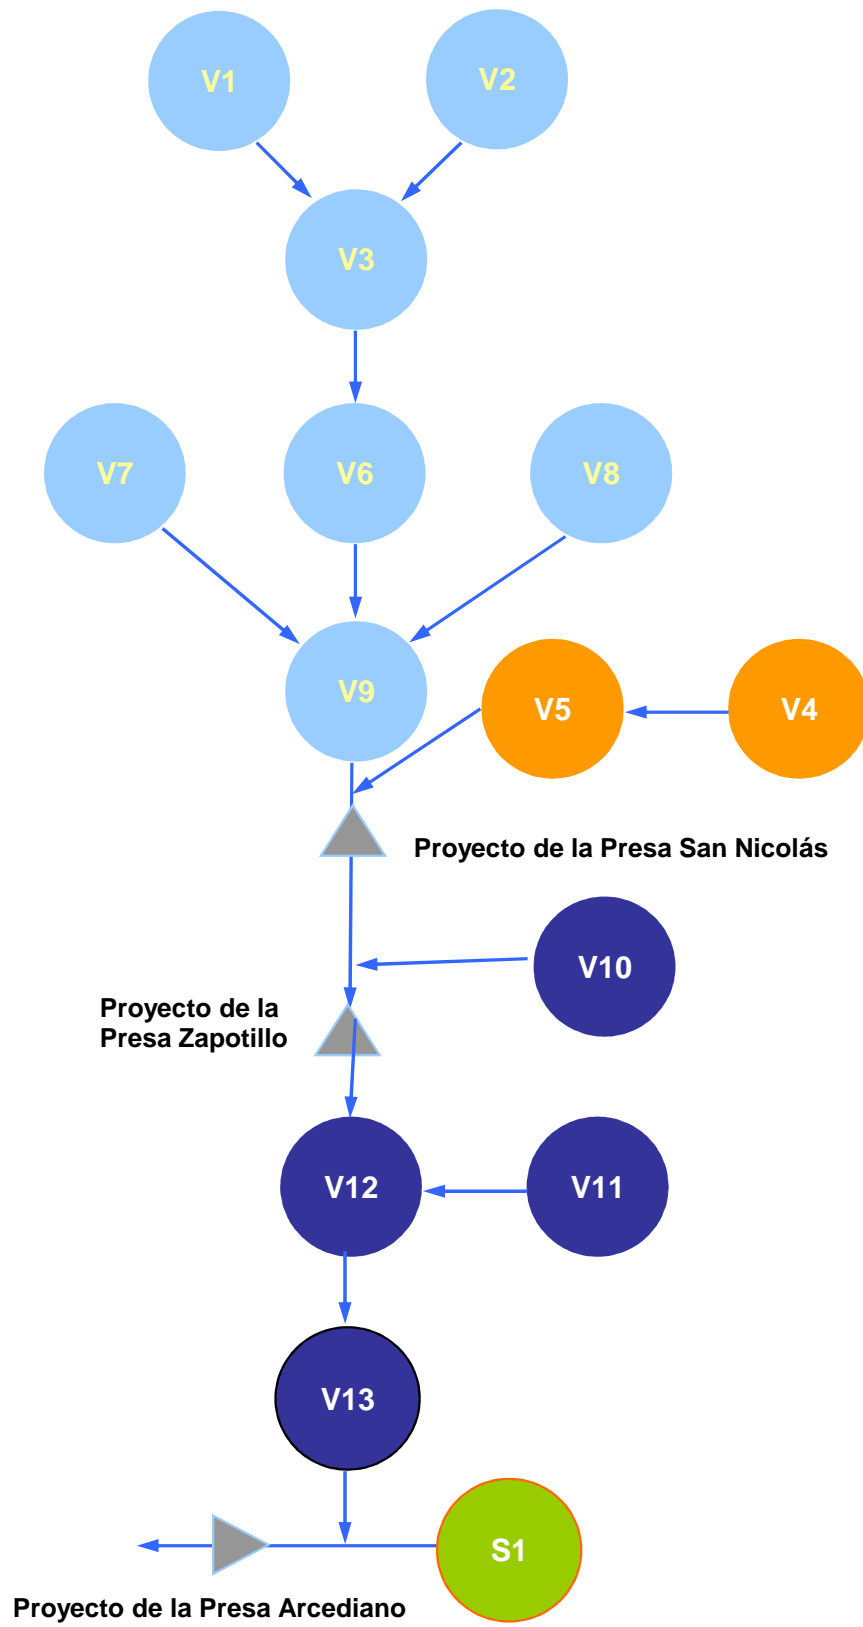 V1
V2
V3
V7
V6
V8
V9
V5
V4
Proyecto de la Presa San Nicolás
V10
Proyecto de la
Presa Zapotillo
V12
V11
V13
S1
Proyecto de la Presa Arcediano